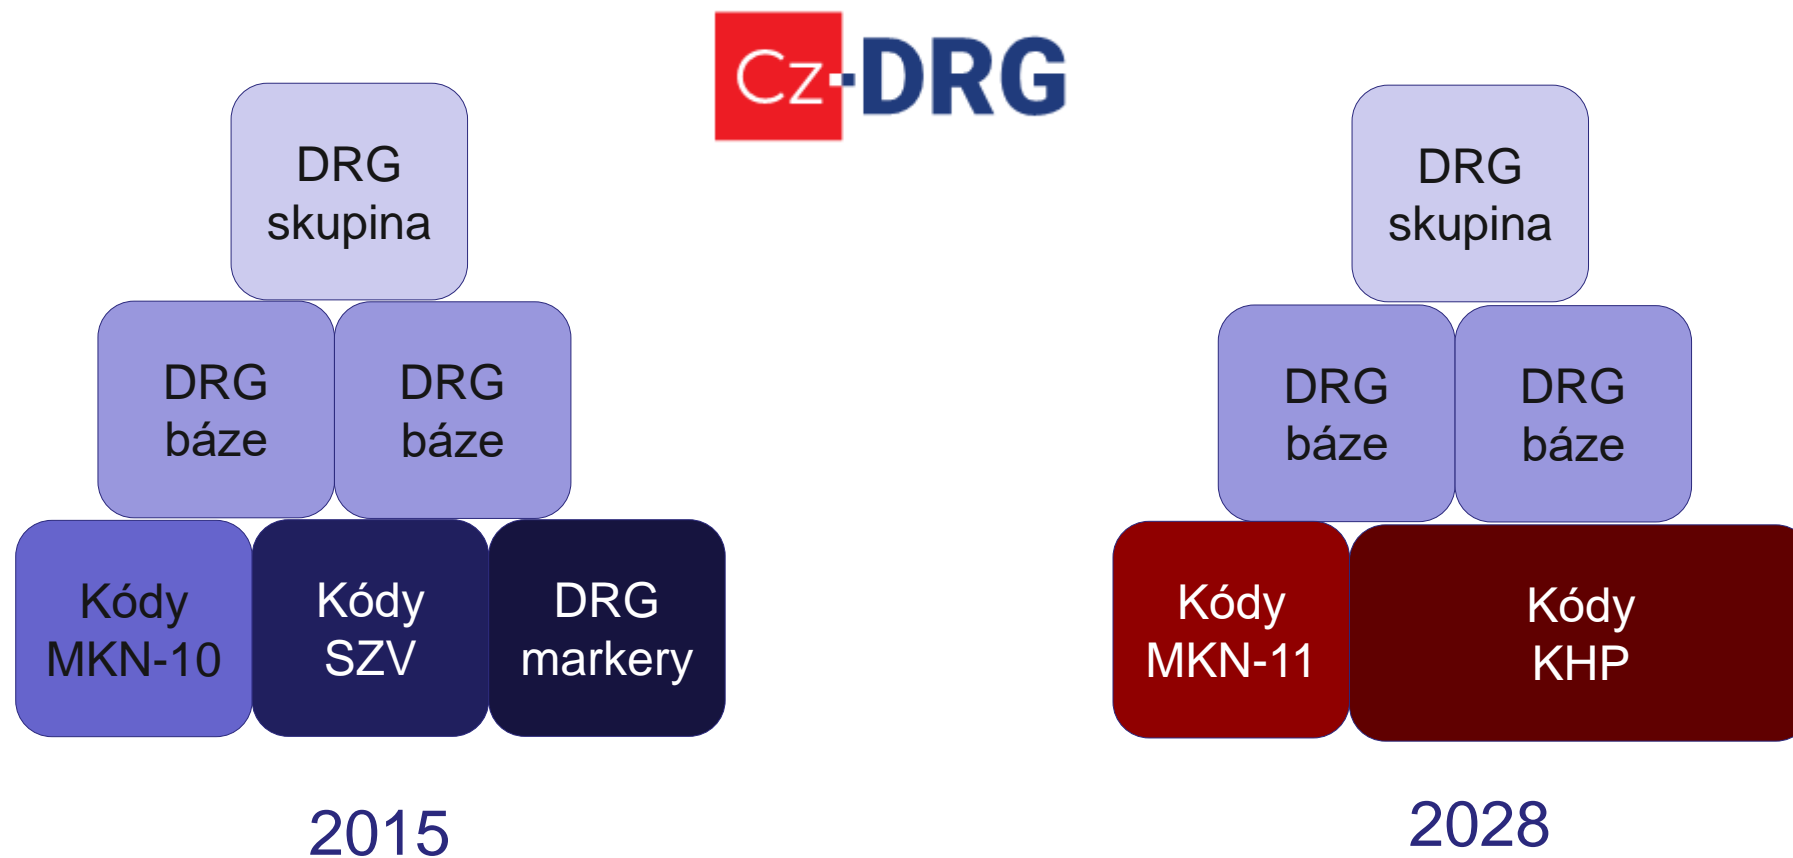 Cz-DRG
DRG
skupina
DRG
báze
DRG
báze
Kódy
MKN-10
Kódy
SZV
DRG
markery
2015
DRG
skupina
DRG
báze
DRG
báze
Kódy
MKN-11
Kódy
KHP
2028